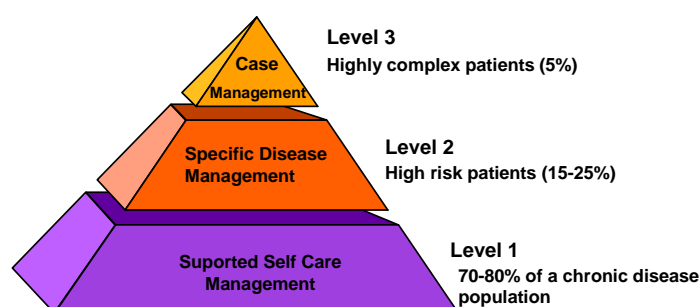 Level 3
Highly complex patients (5%)
Case
Management
Level 2
High risk patients (15-25%)
Specific Disease
Management
Level 1
70-80% of a chronic disease
population
Suported Self Care
Management